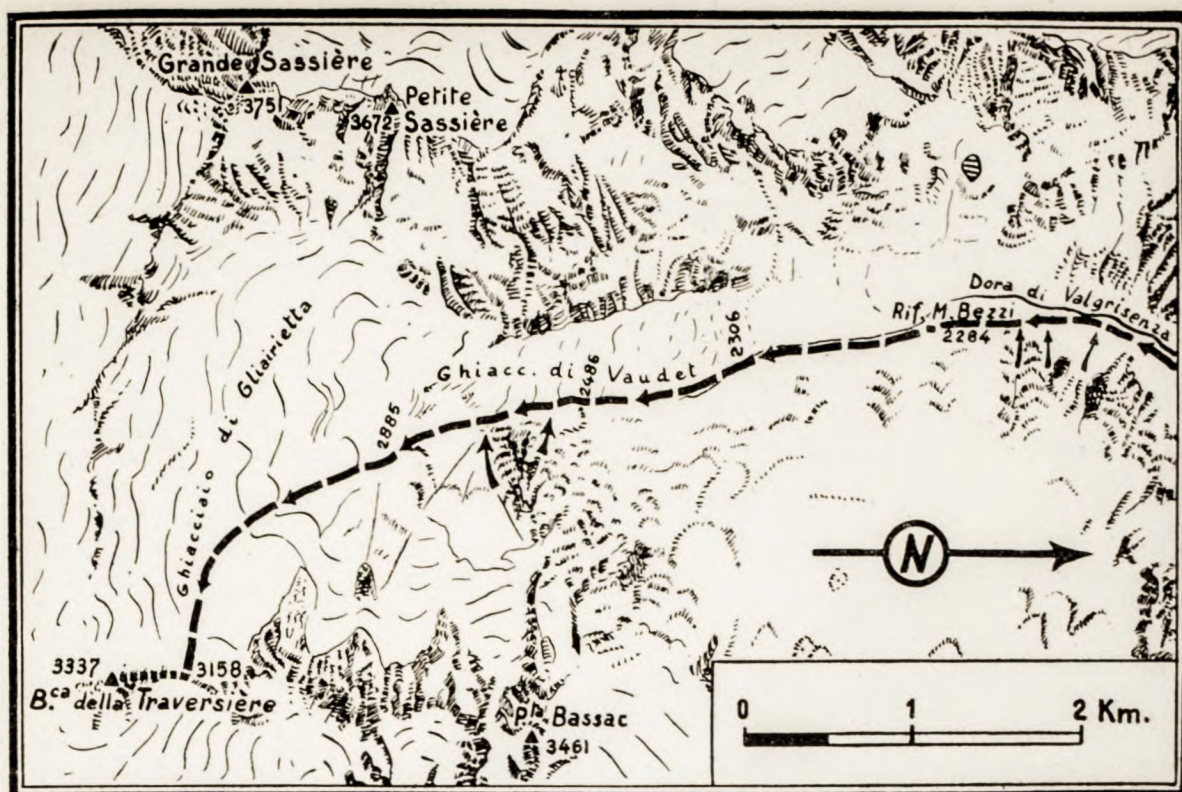 Grande Sassière
3751
Petite
Sassière
3672
Dora di Valgrisenza
Rif. M. Bezzi
2284
2306
Ghiacc. di Vaudet
2486
2885
Ghiacciaio di Gliairietta
N
3337
3158
B.ca della Traversière
P.ta Bassac
3461
0 1 2 Km.